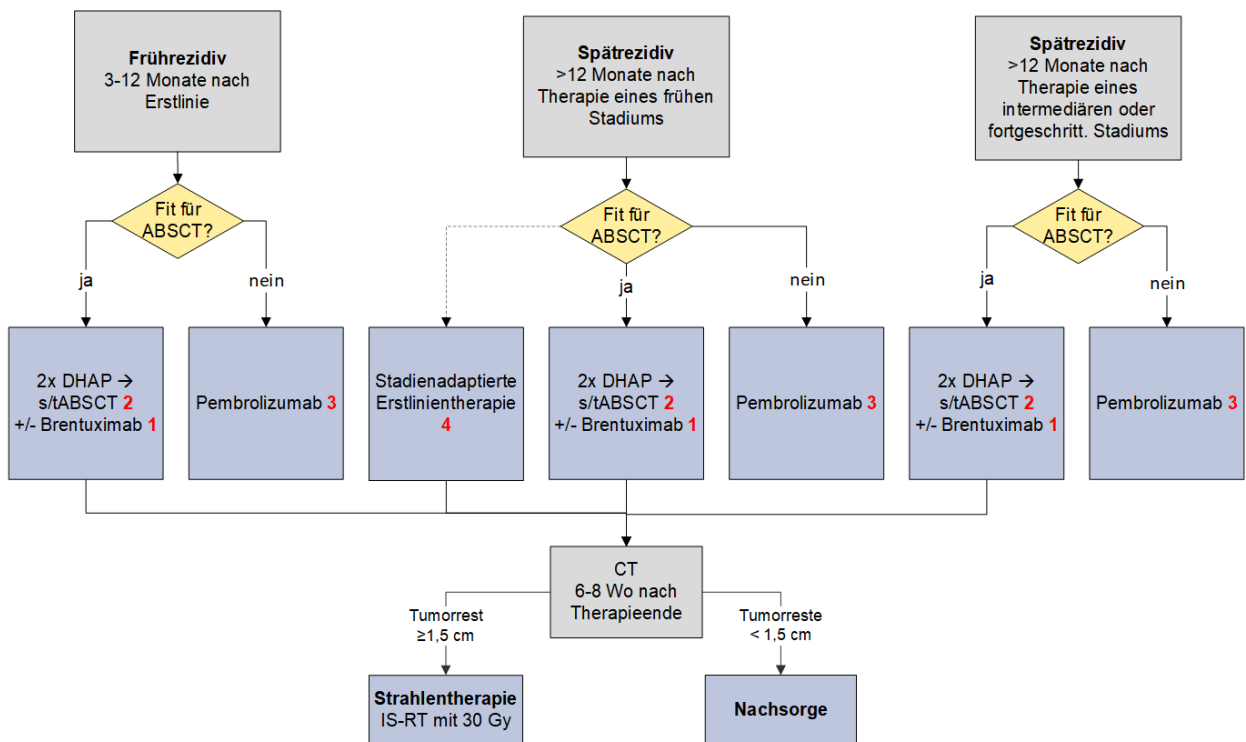 Frührezidiv
3-12 Monate nach
Erstlinie
Spätrezidiv
>12 Monate nach
Therapie eines frühen
Stadiums
Spätrezidiv
>12 Monate nach
Therapie eines
intermediären oder
fortgeschritt. Stadiums
Fit für
ABSCT?
Fit für
ABSCT?
Fit für
ABSCT?
ja
nein
ja
nein
ja
nein
2x DHAP →
s/tABSCT 2
+/- Brentuximab 1
Pembrolizumab 3
Stadienadaptierte
Erstlinientherapie
4
2x DHAP →
s/tABSCT 2
+/- Brentuximab 1
Pembrolizumab 3
2x DHAP →
s/tABSCT 2
+/- Brentuximab 1
Pembrolizumab 3
CT
6-8 Wo nach
Therapieende
Tumorrest
≥1,5 cm
Tumorreste
< 1,5 cm
Strahlentherapie
IS-RT mit 30 Gy
Nachsorge